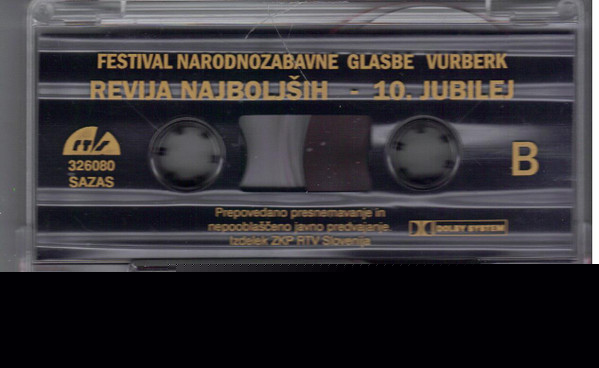 FESTIVAL NARODNOZABAVNE GLASBE VURBERK
REVIJA NAJBOLJŠIH - 10. JUBILEJ
RTS
326080
SAZAS
B
Prepovedano presnemavanje in
nepooblaščeno javno predvajanje.
Izdelek ZKP RTV Slovenija
DOLBY SYSTEM